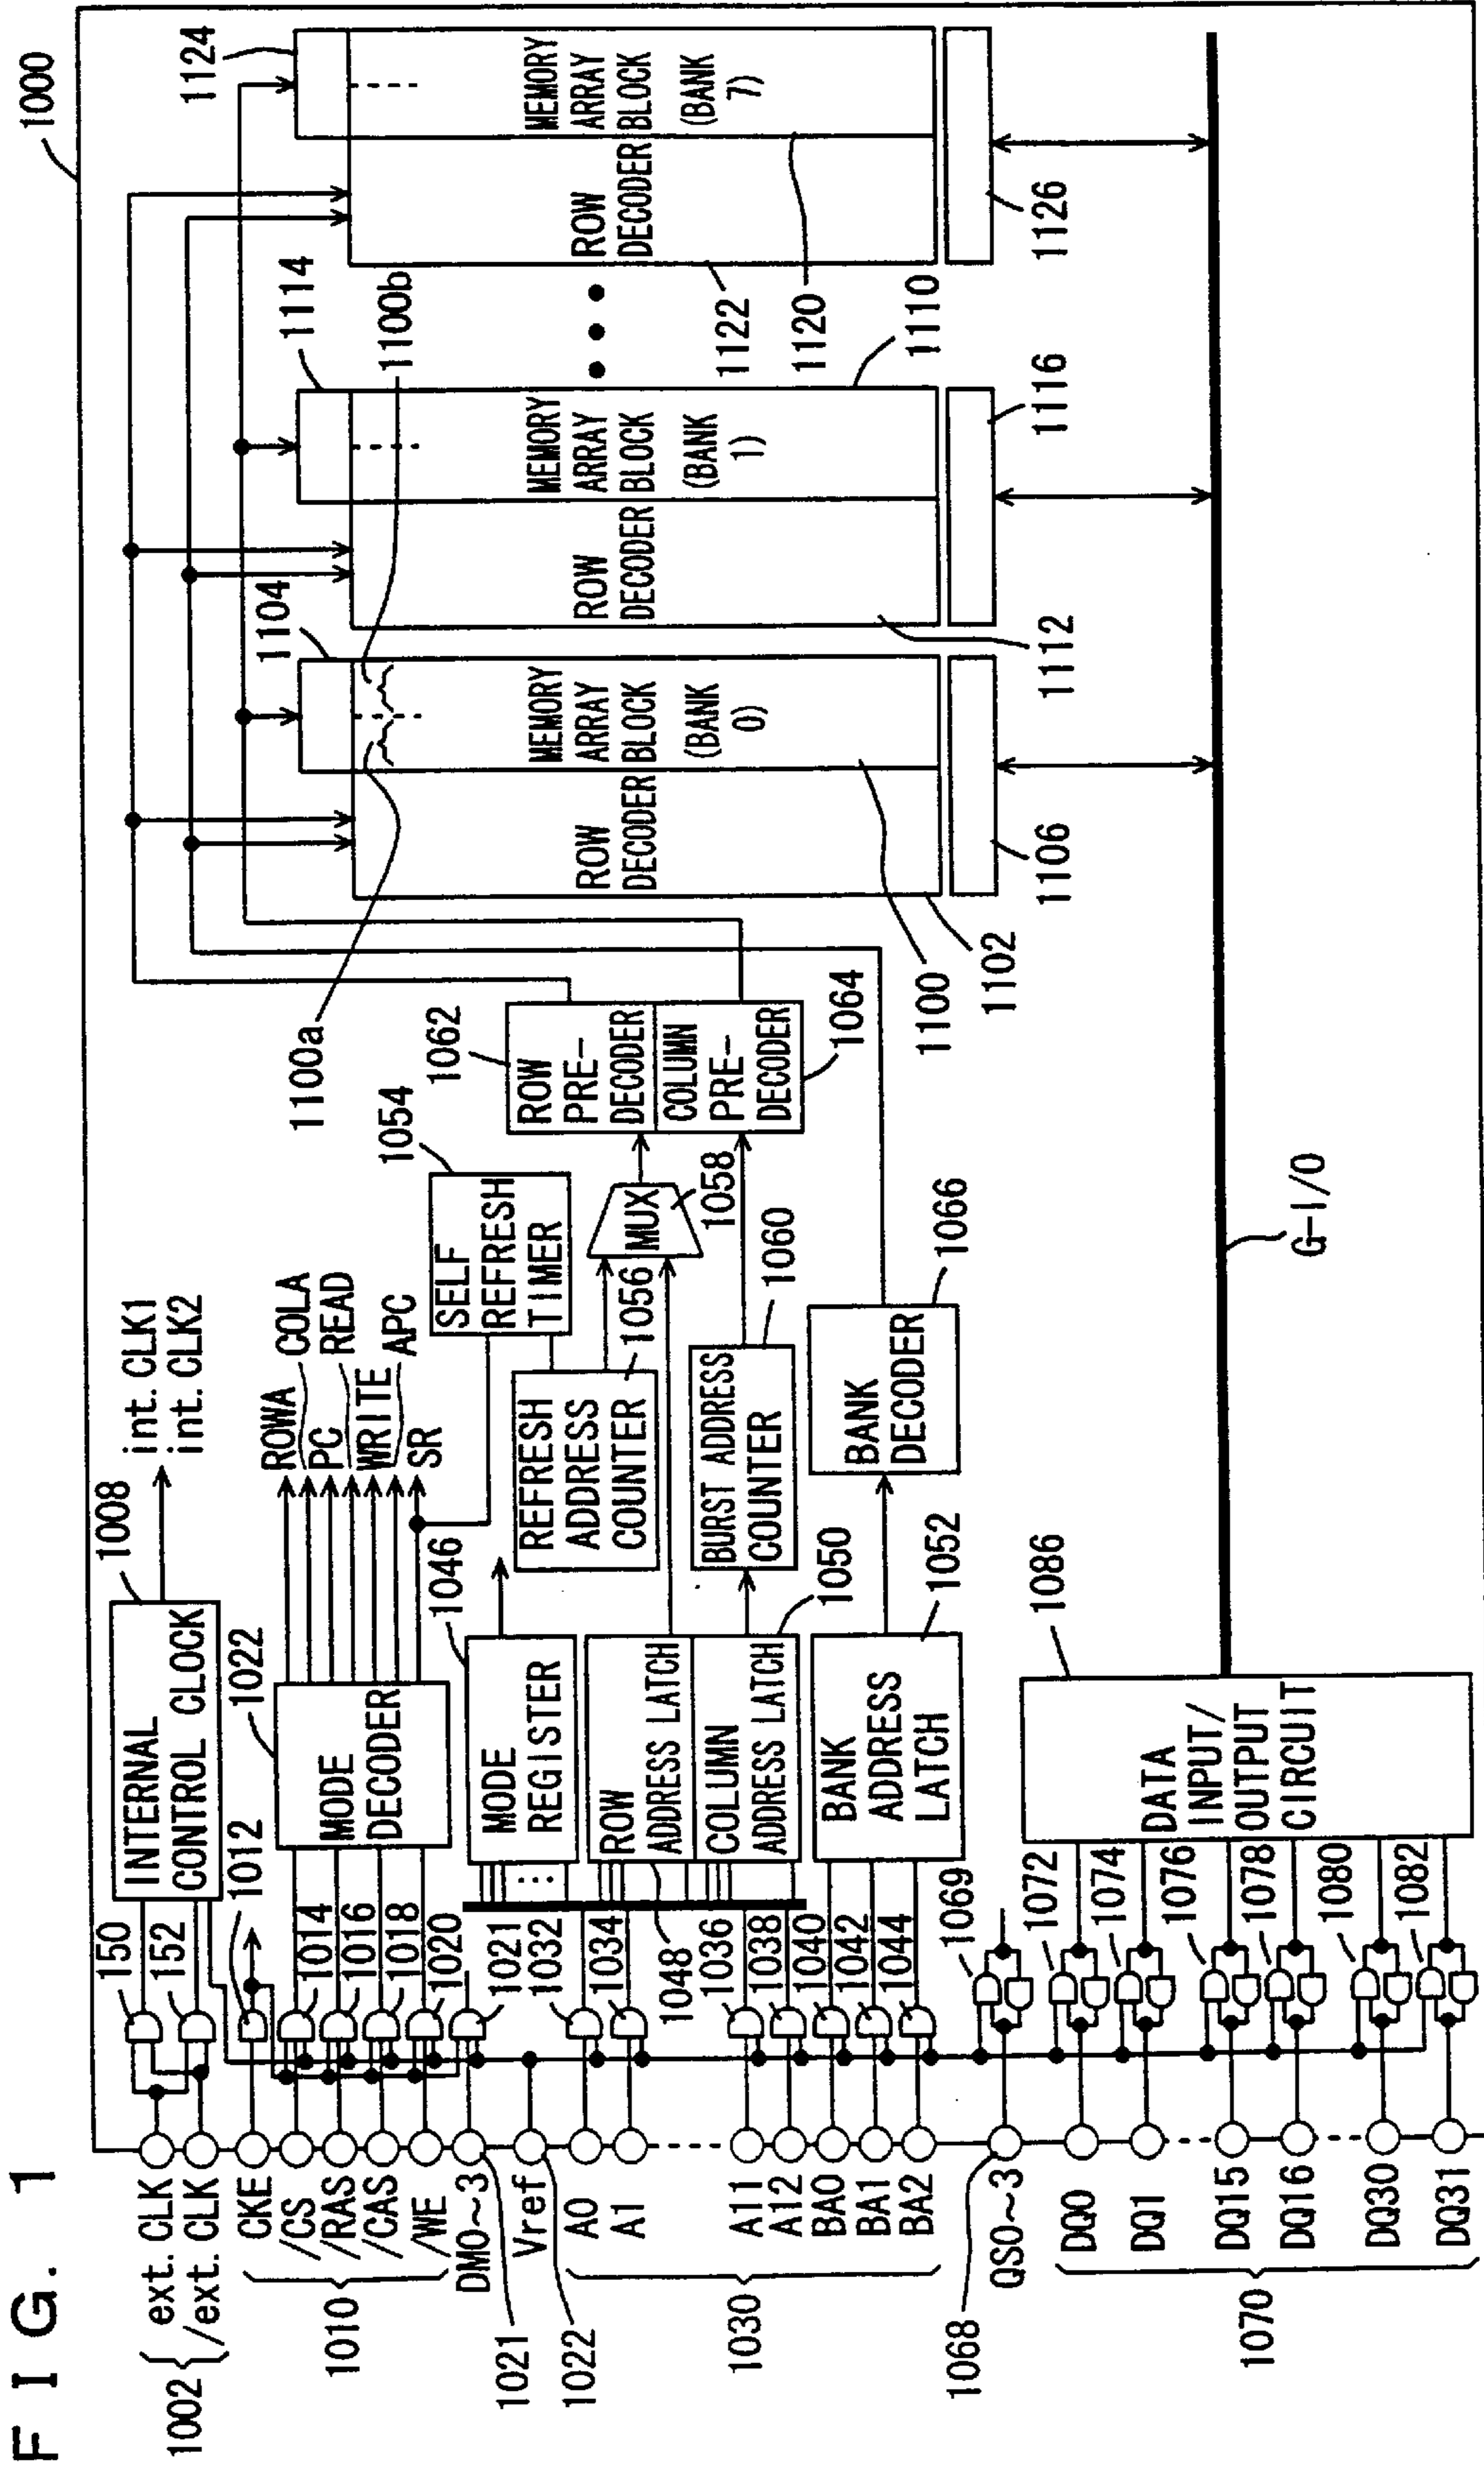 FIG. 1
1000
1002
ext.CLK
/ext.CLK
150
152
INTERNAL
CONTROL CLOCK
1008
int.CLK1
int.CLK2
1010
CKE
/CS
/RAS
/CAS
/WE
1012
1014
1016
1018
1020
1021
MODE
DECODER
1022
ROWA
COLA
PC
READ
WRITE
APC
SR
DM0~3
1021
Vref
1022
1030
A0
A1
A11
A12
BA0
BA1
BA2
1032
1034
1036
1038
1040
1042
1044
MODE
REGISTER
1046
ROW
ADDRESS LATCH
1048
COLUMN
ADDRESS LATCH
1050
BANK
ADDRESS
LATCH
1052
SELF
REFRESH
TIMER
1054
REFRESH
ADDRESS
COUNTER
1056
MUX
1058
BURST ADDRESS
COUNTER
1060
BANK
DECODER
1066
ROW
PRE-
DECODER
1062
COLUMN
PRE-
DECODER
1064
ROW
DECODER
1102
MEMORY
ARRAY
BLOCK
(BANK
0)
1100
1100a
1100b
1104
1106
ROW
DECODER
1112
MEMORY
ARRAY
BLOCK
(BANK
1)
1110
1114
1116
ROW
DECODER
1122
MEMORY
ARRAY
BLOCK
(BANK
7)
1120
1124
1126
G-I/O
1068
QS0~3
1069
1070
DQ0
DQ1
DQ15
DQ16
DQ30
DQ31
1072
1074
1076
1078
1080
1082
DATA
INPUT/
OUTPUT
CIRCUIT
1086